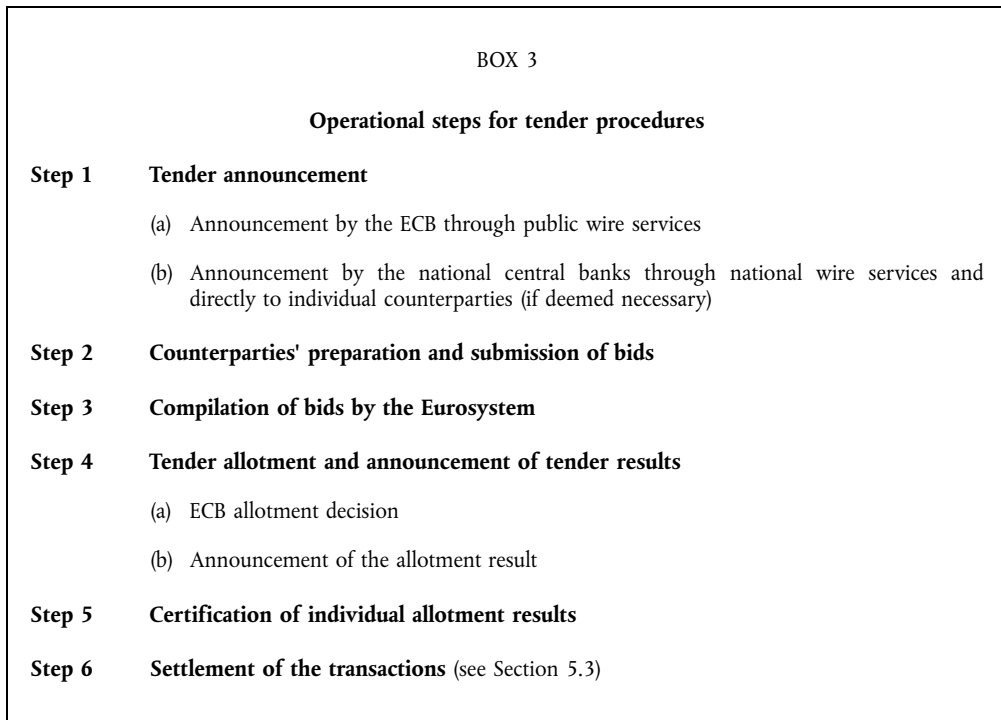 BOX 3
Operational steps for tender procedures
Step 1 Tender announcement
(a) Announcement by the ECB through public wire services
(b) Announcement by the national central banks through national wire services and
directly to individual counterparties (if deemed necessary)
Step 2 Counterparties' preparation and submission of bids
Step 3 Compilation of bids by the Eurosystem
Step 4 Tender allotment and announcement of tender results
(a) ECB allotment decision
(b) Announcement of the allotment result
Step 5 Certification of individual allotment results
Step 6 Settlement of the transactions (see Section 5.3)